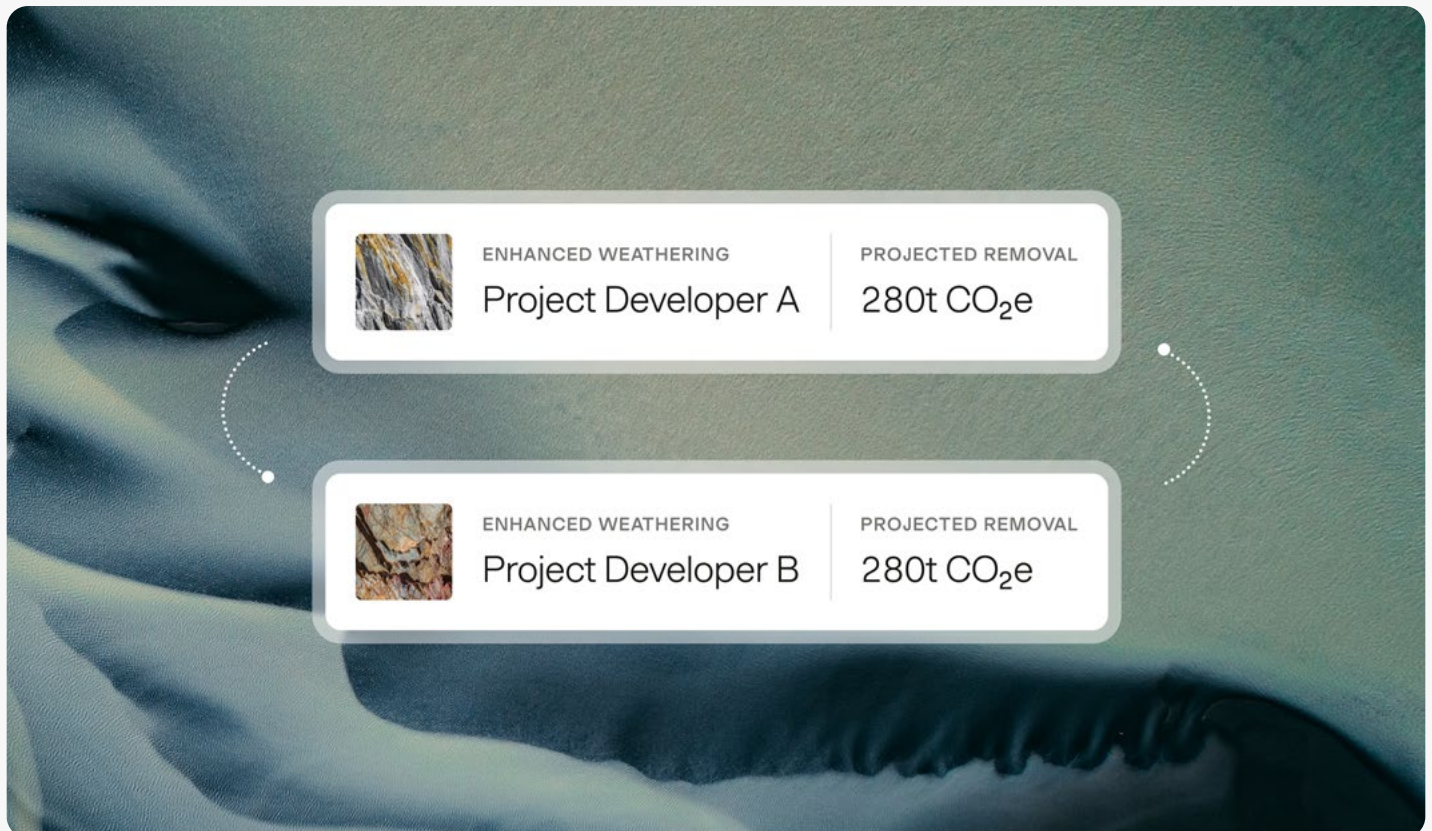 ENHANCED WEATHERING
Project Developer A
PROJECTED REMOVAL
280t CO₂e
ENHANCED WEATHERING
Project Developer B
PROJECTED REMOVAL
280t CO₂e